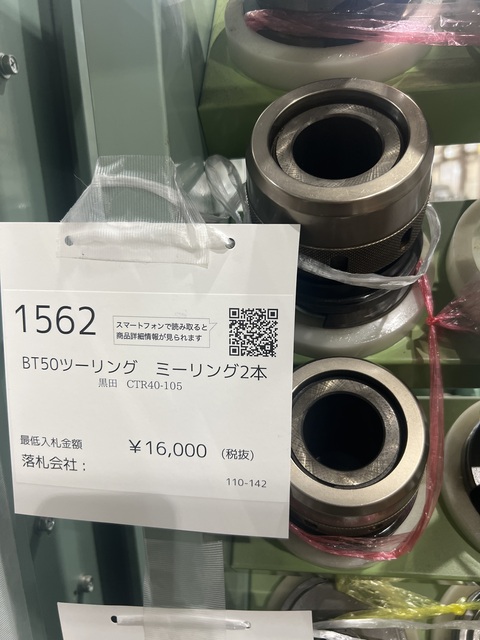 1562
スマートフォンで読み取ると
商品詳細情報が見られます
BT50ツーリング　ミーリング2本
黒田　CTR40-105
最低入札金額
￥16,000　(税抜)
落札会社：
110-142